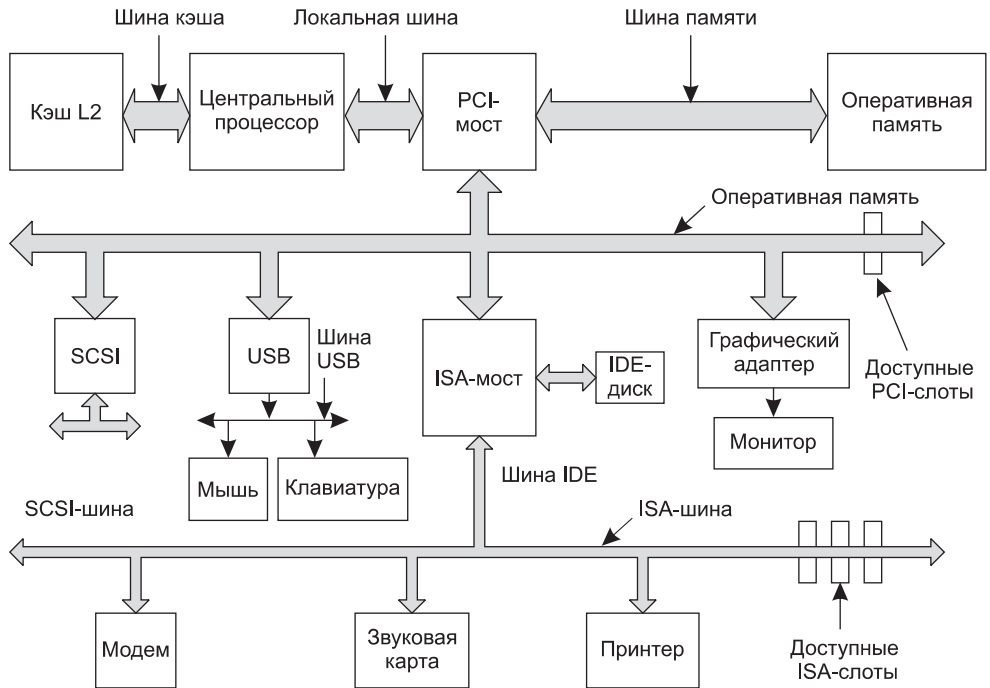 Шина кэша
Локальная шина
Шина памяти
Кэш L2
Центральный
процессор
PCI-
мост
Оперативная
память
Оперативная память
SCSI
USB
Шина
USB
ISA-мост
IDE-
диск
Графический
адаптер
Доступные
PCI-слоты
Монитор
Мышь
Клавиатура
Шина IDE
SCSI-шина
ISA-шина
Модем
Звуковая
карта
Принтер
Доступные
ISA-слоты